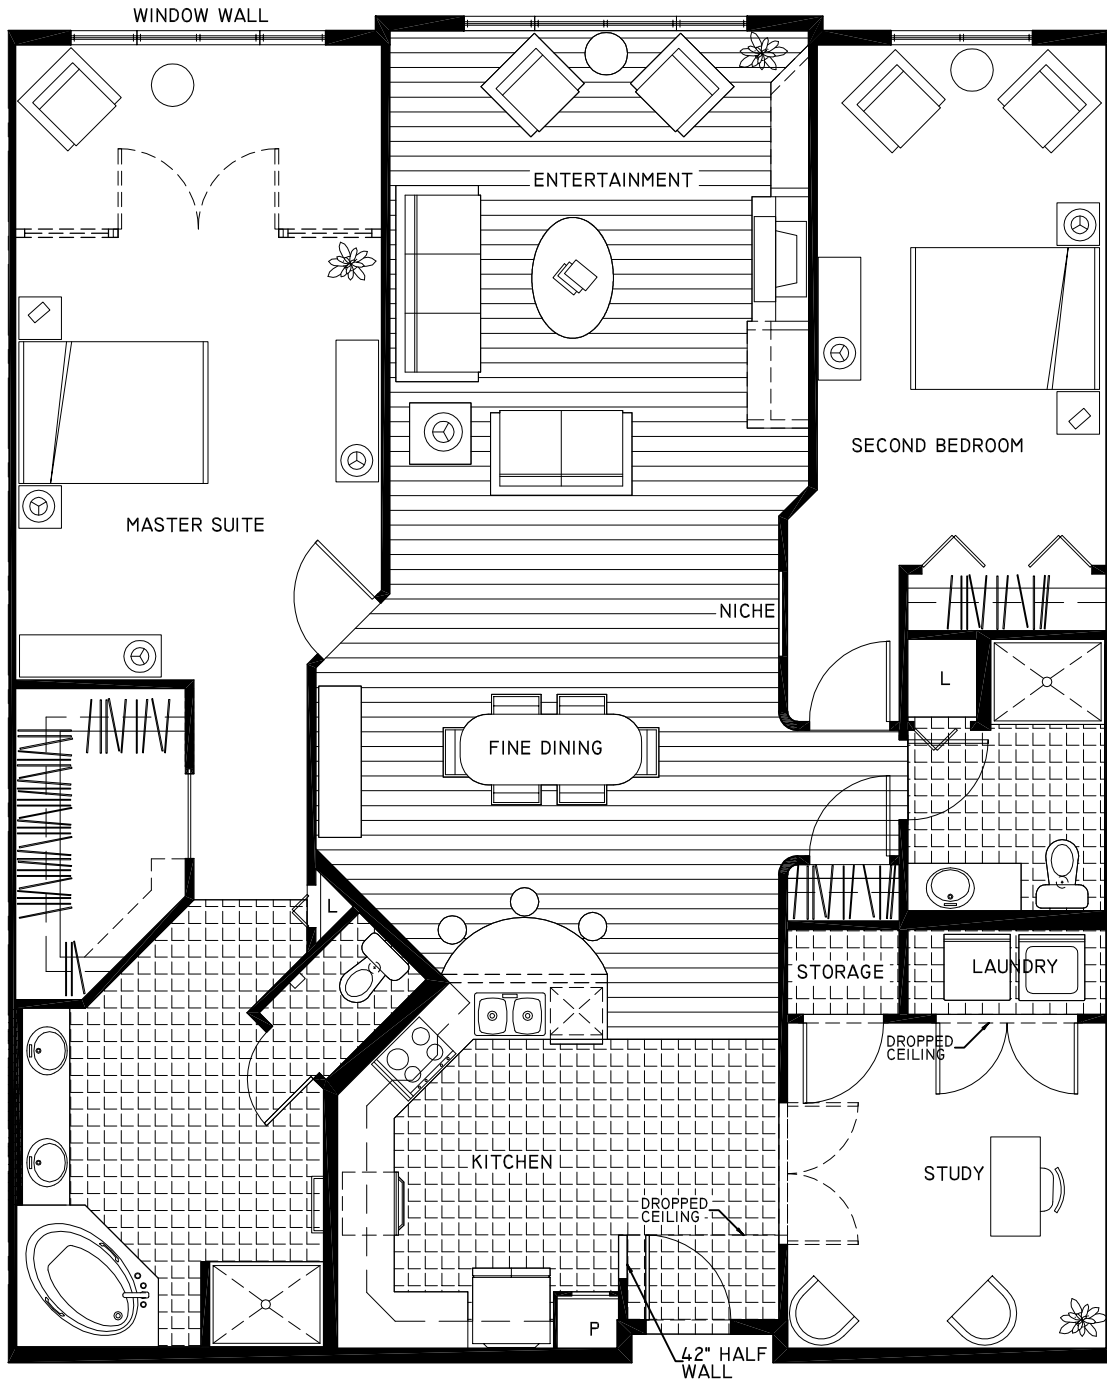 WINDOW WALL
ENTERTAINMENT
SECOND BEDROOM
MASTER SUITE
NICHE
L
FINE DINING
L
STORAGE
LAUNDRY
DROPPED
CEILING
KITCHEN
STUDY
DROPPED
CEILING
P
42" HALF
WALL